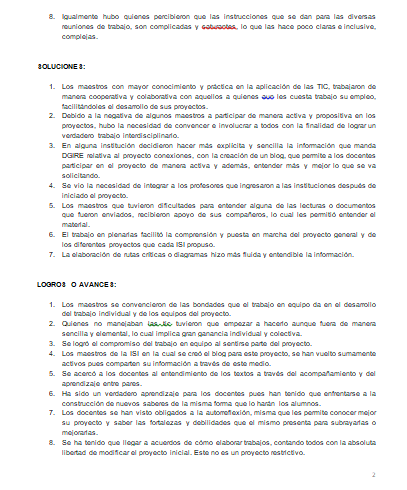 8. Igualmente hubo quienes percibieron que las instrucciones que se dan para las diversas
reuniones de trabajo, son complicadas y saturantes, lo que las hace poco claras e inclusive,
complejas.
SOLUCIONES:
1. Los maestros con mayor conocimiento y práctica en la aplicación de las TIC, trabajaron de
manera cooperativa y colaborativa con aquellos a quienes aun les cuesta trabajo su empleo,
facilitándoles el desarrollo de sus proyectos.
2. Debido a la negativa de algunos maestros a participar de manera activa y propositiva en los
proyectos, hubo la necesidad de convencer e involucrar a todos con la finalidad de lograr un
verdadero trabajo interdisciplinario.
3. En alguna institución decidieron hacer más explícita y sencilla la información que manda
DGIRE relativa al proyecto conexiones, con la creación de un blog, que permite a los docentes
participar en el proyecto de manera activa y además, entender más y mejor lo que se va
solicitando.
4. Se vio la necesidad de integrar a los profesores que ingresaron a las instituciones después de
iniciado el proyecto.
5. Los maestros que tuvieron dificultades para entender alguna de las lecturas o documentos
que fueron enviados, recibieron apoyo de sus compañeros, lo cual les permitió entender el
material.
6. El trabajo en plenarias facilitó la comprensión y puesta en marcha del proyecto general y de
los diferentes proyectos que cada ISI propuso.
7. La elaboración de rutas críticas o diagramas hizo más fluida y entendible la información.
LOGROS O AVANCES:
1. Los maestros se convencieron de las bondades que el trabajo en equipo da en el desarrollo
del trabajo individual y de los equipos del proyecto.
2. Quienes no manejaban las tic tuvieron que empezar a hacerlo aunque fuera de manera
sencilla y elemental, lo cual implica gran ganancia individual y colectiva.
3. Se logró el compromiso del trabajo en equipo al sentirse parte del proyecto.
4. Los maestros de la ISI en la cual se creó el blog para este proyecto, se han vuelto sumamente
activos pues comparten su información a través de este medio.
5. Se acercó a los docentes al entendimiento de los textos a través del acompañamiento y del
aprendizaje entre pares.
6. Ha sido un verdadero aprendizaje para los docentes pues han tenido que enfrentarse a la
construcción de nuevos saberes de la misma forma que lo harán los alumnos.
7. Los docentes se han visto obligados a la autorreflexión, misma que les permite conocer mejor
su proyecto y saber las fortalezas y debilidades que el mismo presenta para subrayarlas o
mejorarlas.
8. Se ha tenido que llegar a acuerdos de cómo elaborar trabajos, contando todos con la absoluta
libertad de modificar el proyecto inicial. Este no es un proyecto restrictivo.
2